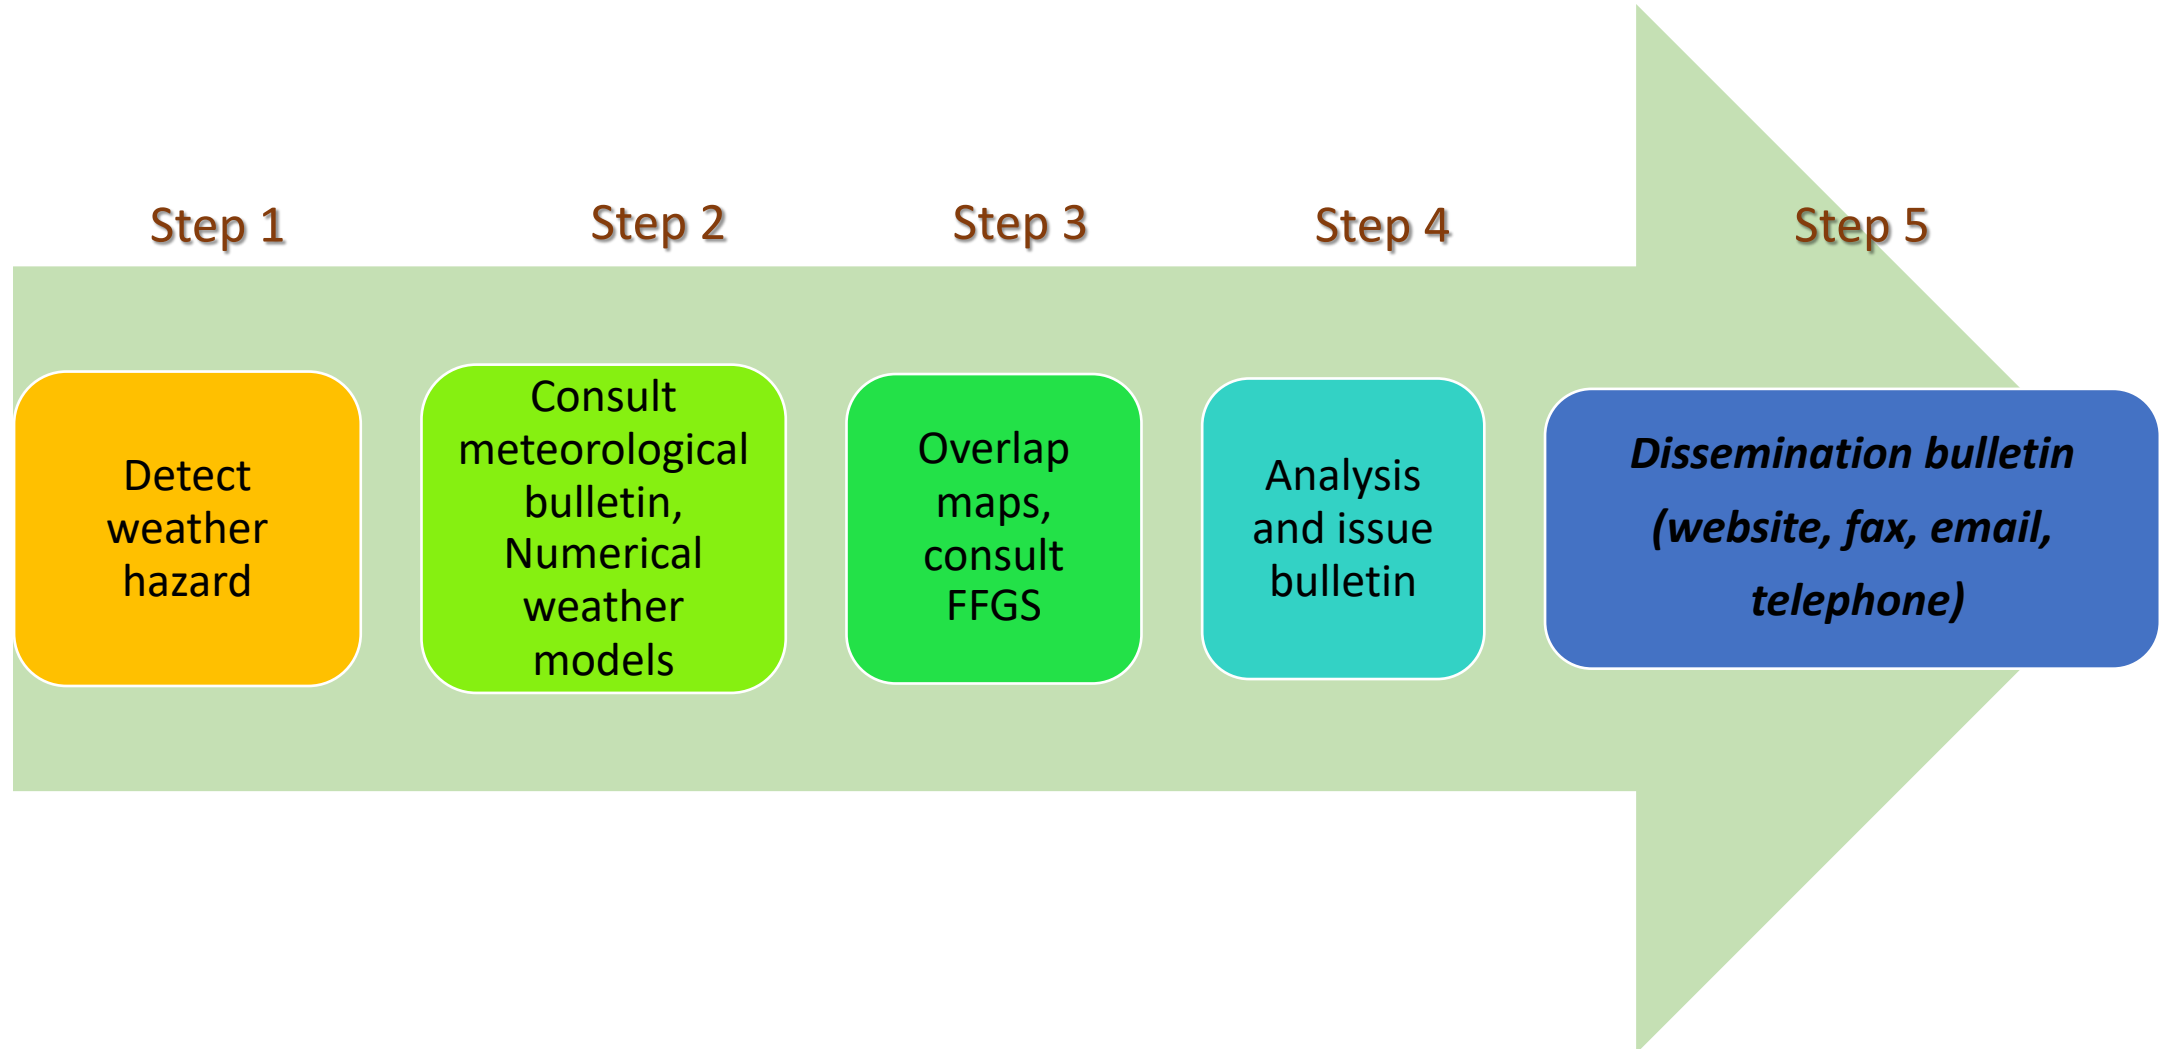 Step 1
Step 2
Step 3
Step 4
Step 5
Detect
weather
hazard
Consult
meteorological
bulletin,
Numerical
weather
models
Overlap
maps,
consult
FFGS
Analysis
and issue
bulletin
Dissemination bulletin
(website, fax, email,
telephone)